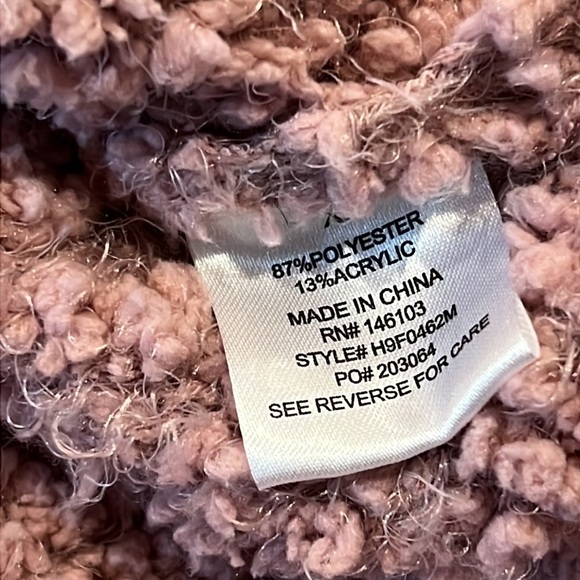 87%POLYESTER
13%ACRYLIC
MADE IN CHINA
RN# 146103
STYLE# H9F0462M
PO# 203064
SEE REVERSE FOR CARE